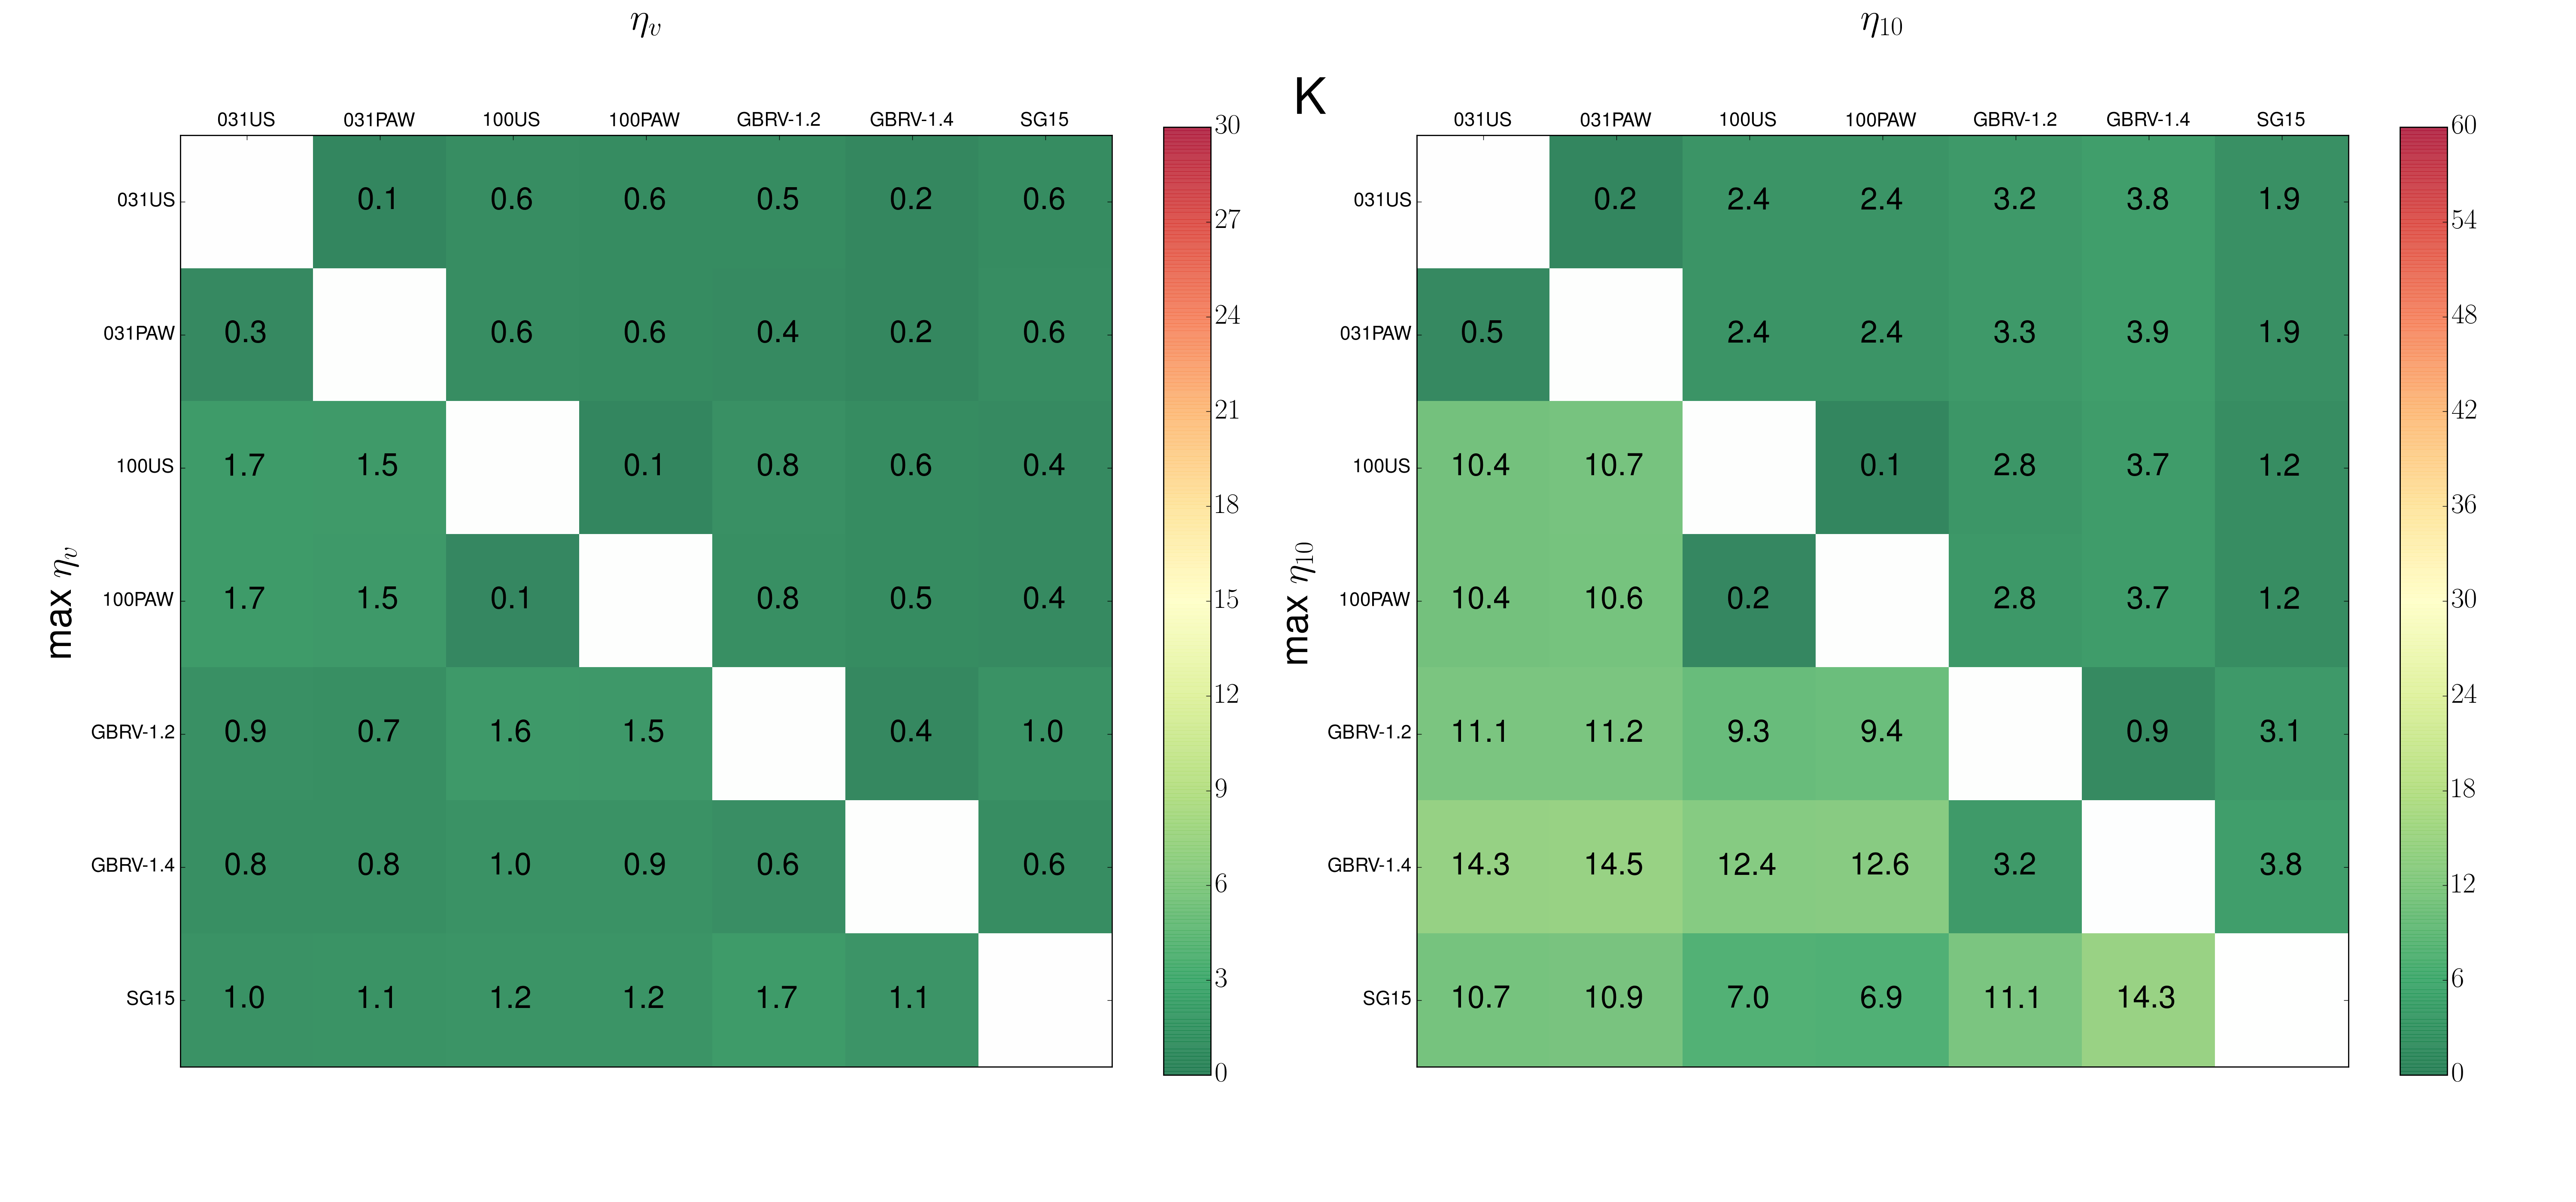 η_v
031US 031PAW 100US 100PAW GBRV-1.2 GBRV-1.4 SG15
max η_v
031US 0.1 0.6 0.6 0.5 0.2 0.6
031PAW 0.3 0.6 0.6 0.4 0.2 0.6
100US 1.7 1.5 0.1 0.8 0.6 0.4
100PAW 1.7 1.5 0.1 0.8 0.5 0.4
GBRV-1.2 0.9 0.7 1.6 1.5 0.4 1.0
GBRV-1.4 0.8 0.8 1.0 0.9 0.6 0.6
SG15 1.0 1.1 1.2 1.2 1.7 1.1
30
27
24
21
18
15
12
9
6
3
0
η_10
K
031US 031PAW 100US 100PAW GBRV-1.2 GBRV-1.4 SG15
max η_10
031US 0.2 2.4 2.4 3.2 3.8 1.9
031PAW 0.5 2.4 2.4 3.3 3.9 1.9
100US 10.4 10.7 0.1 2.8 3.7 1.2
100PAW 10.4 10.6 0.2 2.8 3.7 1.2
GBRV-1.2 11.1 11.2 9.3 9.4 0.9 3.1
GBRV-1.4 14.3 14.5 12.4 12.6 3.2 3.8
SG15 10.7 10.9 7.0 6.9 11.1 14.3
60
54
48
42
36
30
24
18
12
6
0